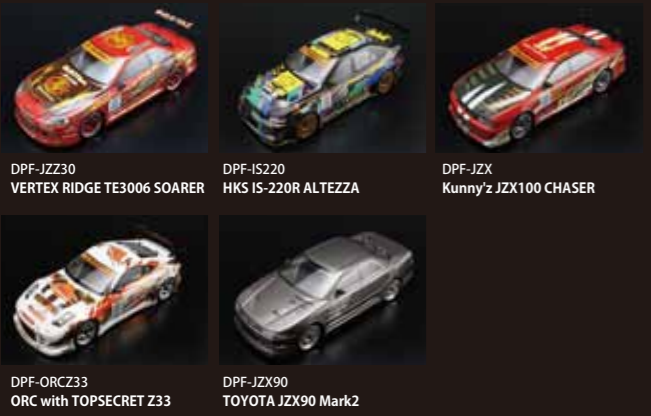 DPF-JZZ30
VERTEX RIDGE TE3006 SOARER
DPF-IS220
HKS IS-220R ALTEZZA
DPF-JZX
Kunny'z JZX100 CHASER
DPF-ORCZ33
ORC with TOPSECRET Z33
DPF-JZX90
TOYOTA JZX90 Mark2